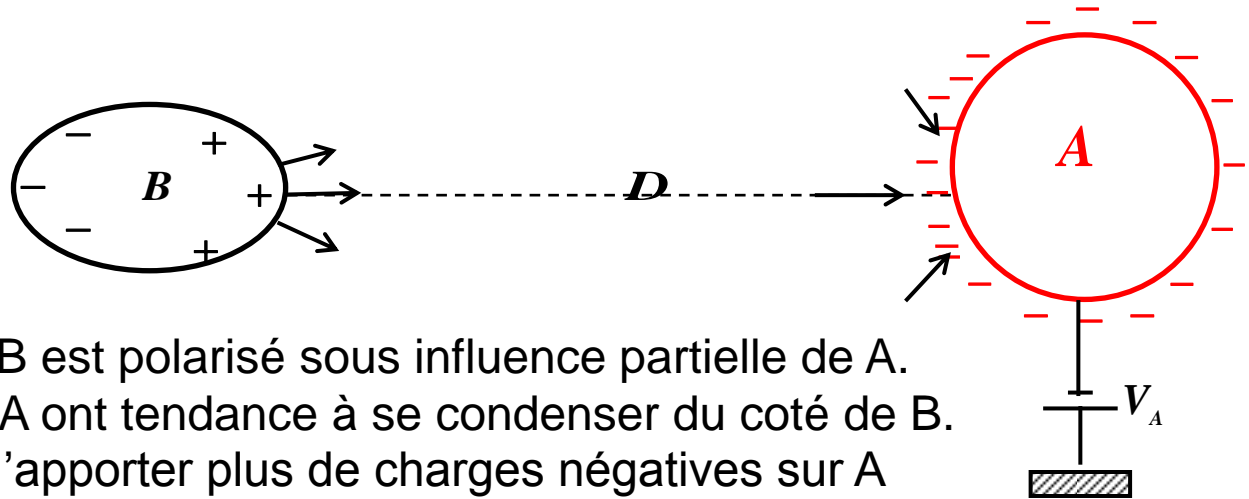 B
D
A
V_A
B est polarisé sous influence partielle de A.
A ont tendance à se condenser du coté de B.
'apporter plus de charges négatives sur A